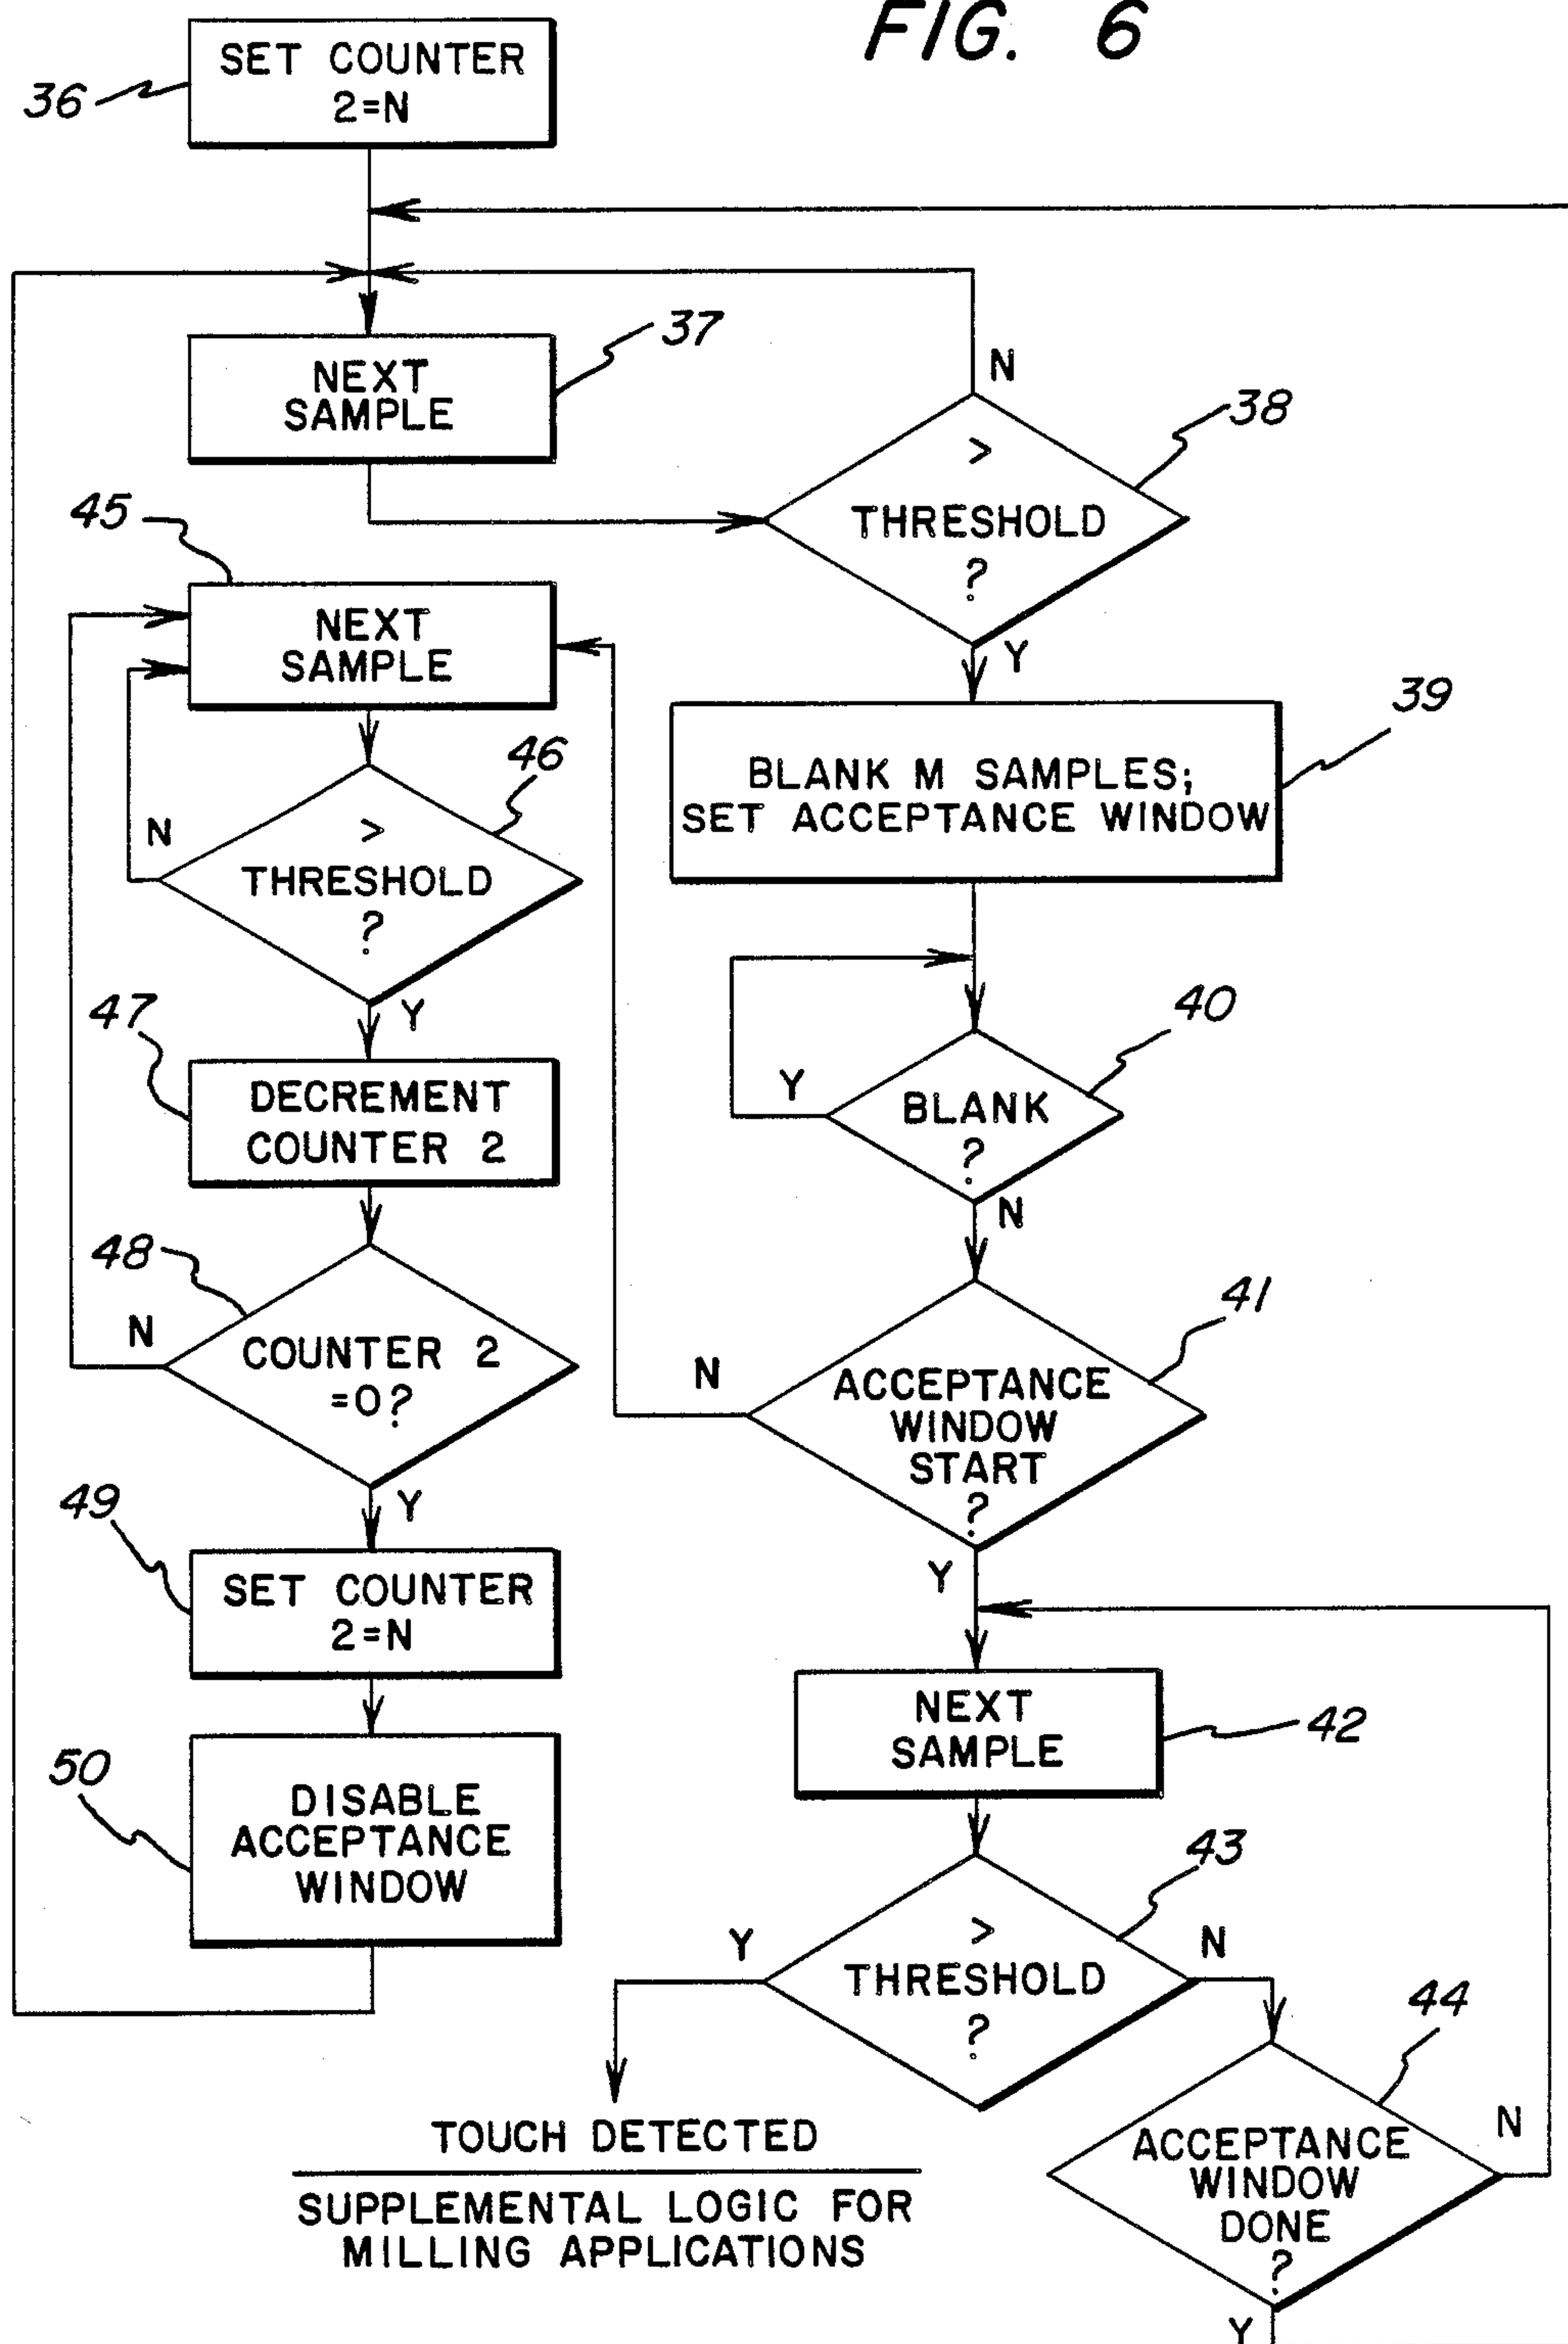 FIG. 6
36
SET COUNTER
2=N
37
NEXT
SAMPLE
N
38
>
THRESHOLD
?
Y
45
NEXT
SAMPLE
39
BLANK M SAMPLES;
SET ACCEPTANCE WINDOW
46
N
>
THRESHOLD
?
Y
40
Y
BLANK
?
N
47
DECREMENT
COUNTER 2
48
N
COUNTER 2
=0?
Y
41
N
ACCEPTANCE
WINDOW
START
?
Y
49
SET COUNTER
2=N
42
NEXT
SAMPLE
50
DISABLE
ACCEPTANCE
WINDOW
43
Y
>
THRESHOLD
?
N
44
ACCEPTANCE
WINDOW
DONE
?
N
Y
TOUCH DETECTED
SUPPLEMENTAL LOGIC FOR
MILLING APPLICATIONS